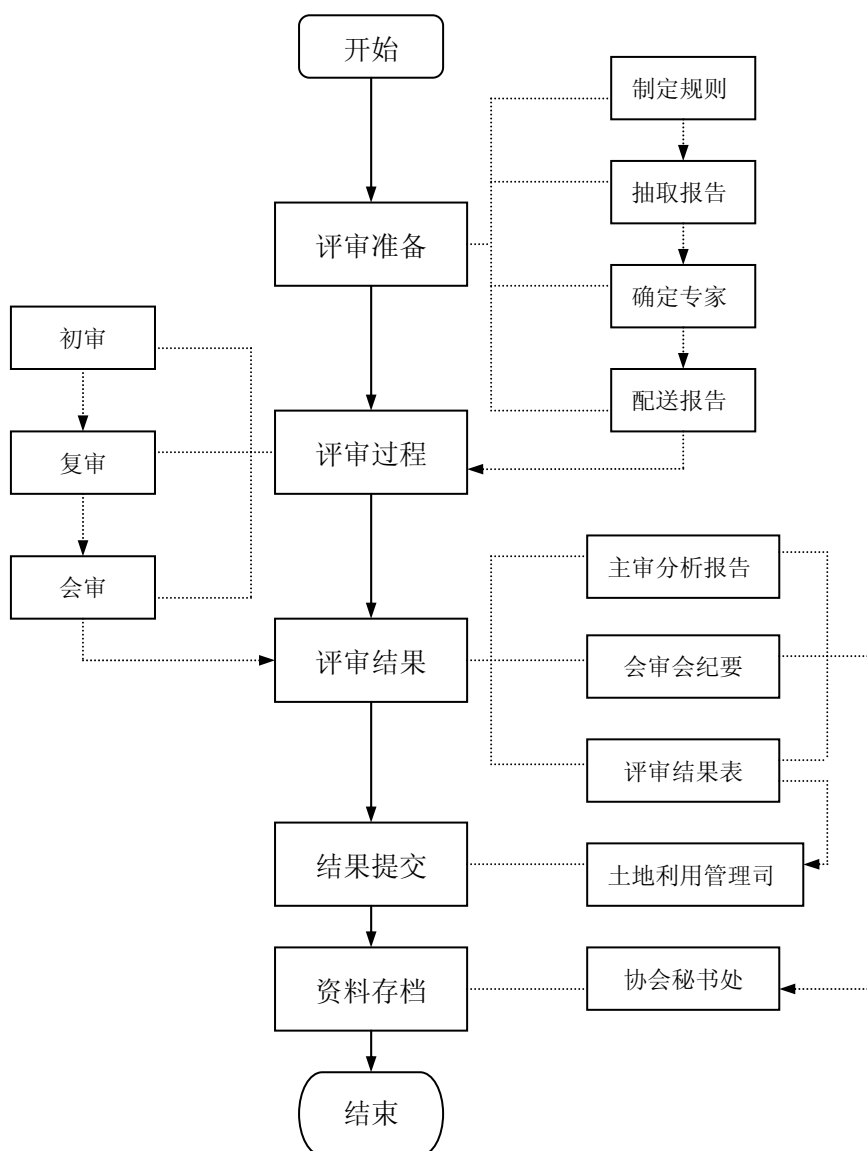 开始
制定规则
抽取报告
评审准备
确定专家
初审
配送报告
评审过程
复审
主审分析报告
会审
评审结果
会审会纪要
评审结果表
结果提交
土地利用管理司
资料存档
协会秘书处
结束